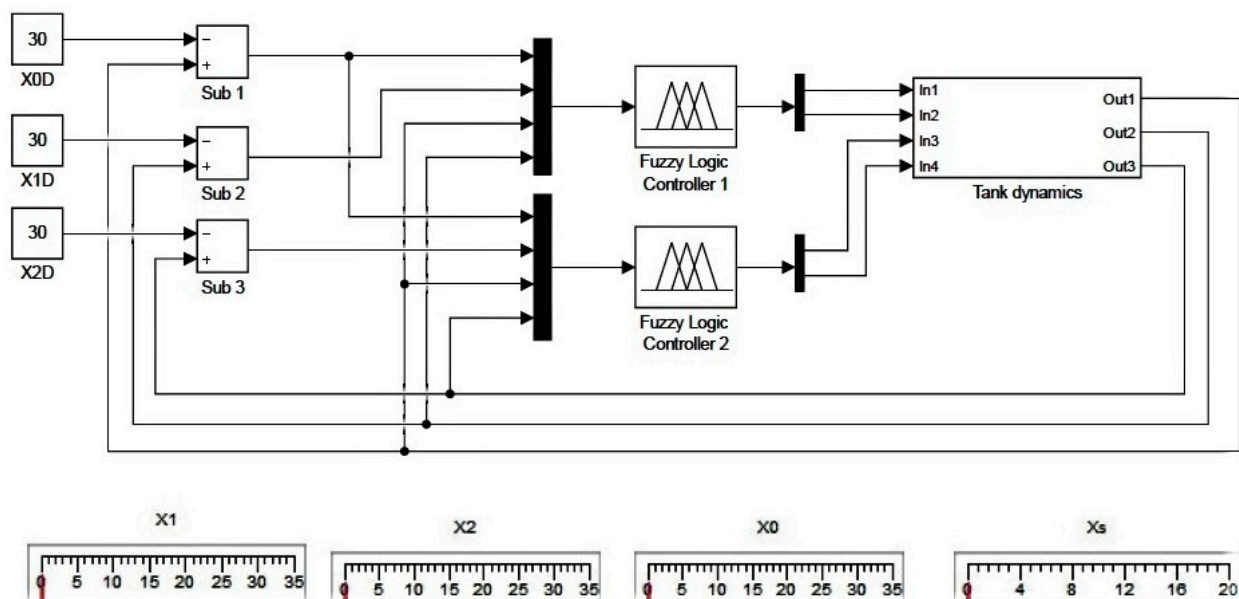 30
X0D
−
+
Sub 1
30
X1D
−
+
Sub 2
30
X2D
−
+
Sub 3
Fuzzy Logic
Controller 1
Fuzzy Logic
Controller 2
In1
In2
In3
In4
Out1
Out2
Out3
Tank dynamics
X1
0 5 10 15 20 25 30 35
X2
0 5 10 15 20 25 30 35
X0
0 5 10 15 20 25 30 35
Xs
0 4 8 12 16 20